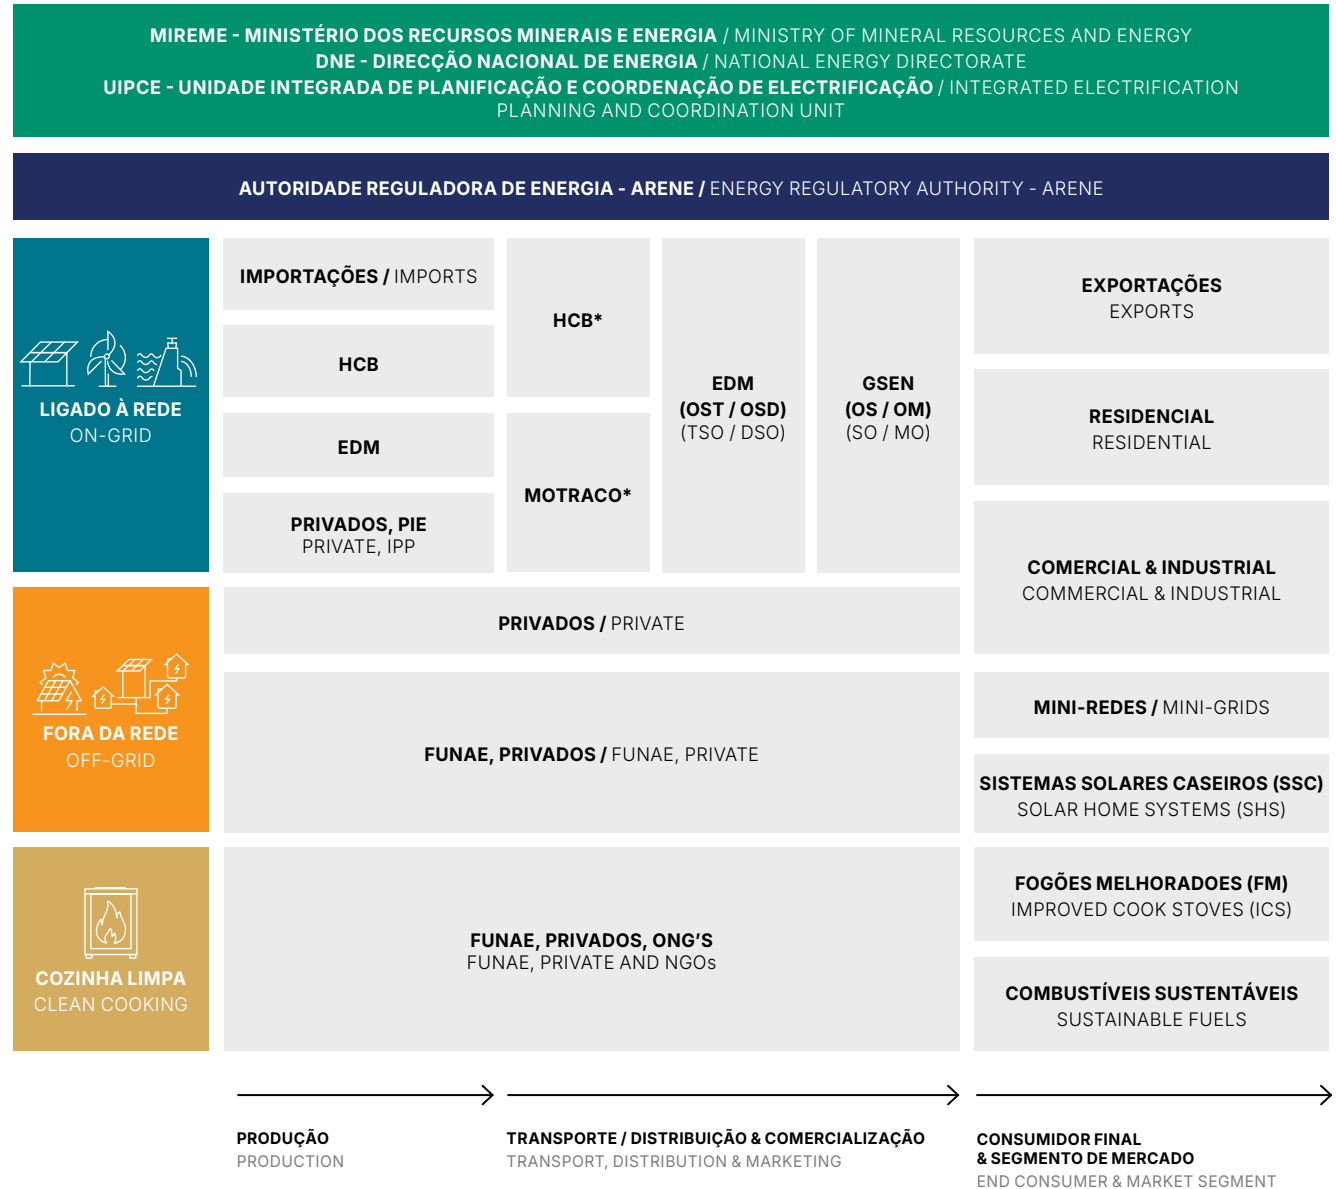 MIREME - MINISTÉRIO DOS RECURSOS MINERAIS E ENERGIA / MINISTRY OF MINERAL RESOURCES AND ENERGY
DNE - DIRECÇÃO NACIONAL DE ENERGIA / NATIONAL ENERGY DIRECTORATE
UIPCE - UNIDADE INTEGRADA DE PLANIFICAÇÃO E COORDENAÇÃO DE ELECTRIFICAÇÃO / INTEGRATED ELECTRIFICATION
PLANNING AND COORDINATION UNIT
AUTORIDADE REGULADORA DE ENERGIA - ARENE / ENERGY REGULATORY AUTHORITY - ARENE
LIGADO À REDE
ON-GRID
IMPORTAÇÕES / IMPORTS
HCB
EDM
PRIVADOS, PIE
PRIVATE, IPP
HCB*
MOTRACO*
EDM
(OST / OSD)
(TSO / DSO)
GSEN
(OS / OM)
(SO / MO)
EXPORTAÇÕES
EXPORTS
RESIDENCIAL
RESIDENTIAL
COMERCIAL & INDUSTRIAL
COMMERCIAL & INDUSTRIAL
FORA DA REDE
OFF-GRID
PRIVADOS / PRIVATE
FUNAE, PRIVADOS / FUNAE, PRIVATE
MINI-REDES / MINI-GRIDS
SISTEMAS SOLARES CASEIROS (SSC)
SOLAR HOME SYSTEMS (SHS)
COZINHA LIMPA
CLEAN COOKING
FUNAE, PRIVADOS, ONG'S
FUNAE, PRIVATE AND NGOs
FOGÕES MELHORADOES (FM)
IMPROVED COOK STOVES (ICS)
COMBUSTÍVEIS SUSTENTÁVEIS
SUSTAINABLE FUELS
PRODUÇÃO
PRODUCTION
TRANSPORTE / DISTRIBUIÇÃO & COMERCIALIZAÇÃO
TRANSPORT, DISTRIBUTION & MARKETING
CONSUMIDOR FINAL
& SEGMENTO DE MERCADO
END CONSUMER & MARKET SEGMENT